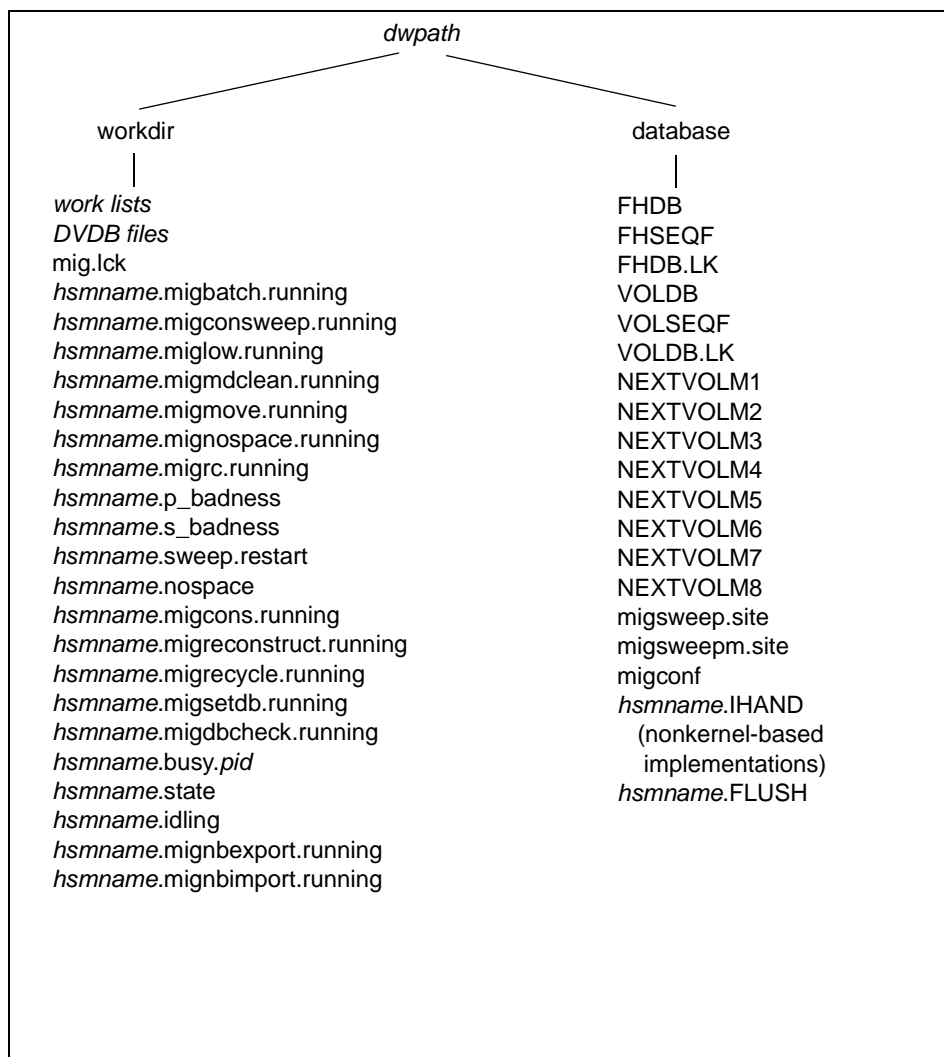 dwpath
workdir
work lists
DVDB files
mig.lck
hsmname.migbatch.running
hsmname.migconsweep.running
hsmname.miglow.running
hsmname.migmdclean.running
hsmname.migmove.running
hsmname.mignospace.running
hsmname.migrc.running
hsmname.p_badness
hsmname.s_badness
hsmname.sweep.restart
hsmname.nospace
hsmname.migcons.running
hsmname.migreconstruct.running
hsmname.migrecycle.running
hsmname.migsetdb.running
hsmname.migdbcheck.running
hsmname.busy.pid
hsmname.state
hsmname.idling
hsmname.mignbexport.running
hsmname.mignbimport.running
database
FHDB
FHSEQF
FHDB.LK
VOLDB
VOLSEQF
VOLDB.LK
NEXTVOLM1
NEXTVOLM2
NEXTVOLM3
NEXTVOLM4
NEXTVOLM5
NEXTVOLM6
NEXTVOLM7
NEXTVOLM8
migsweep.site
migsweepm.site
migconf
hsmname.IHAND
(nonkernel-based
implementations)
hsmname.FLUSH